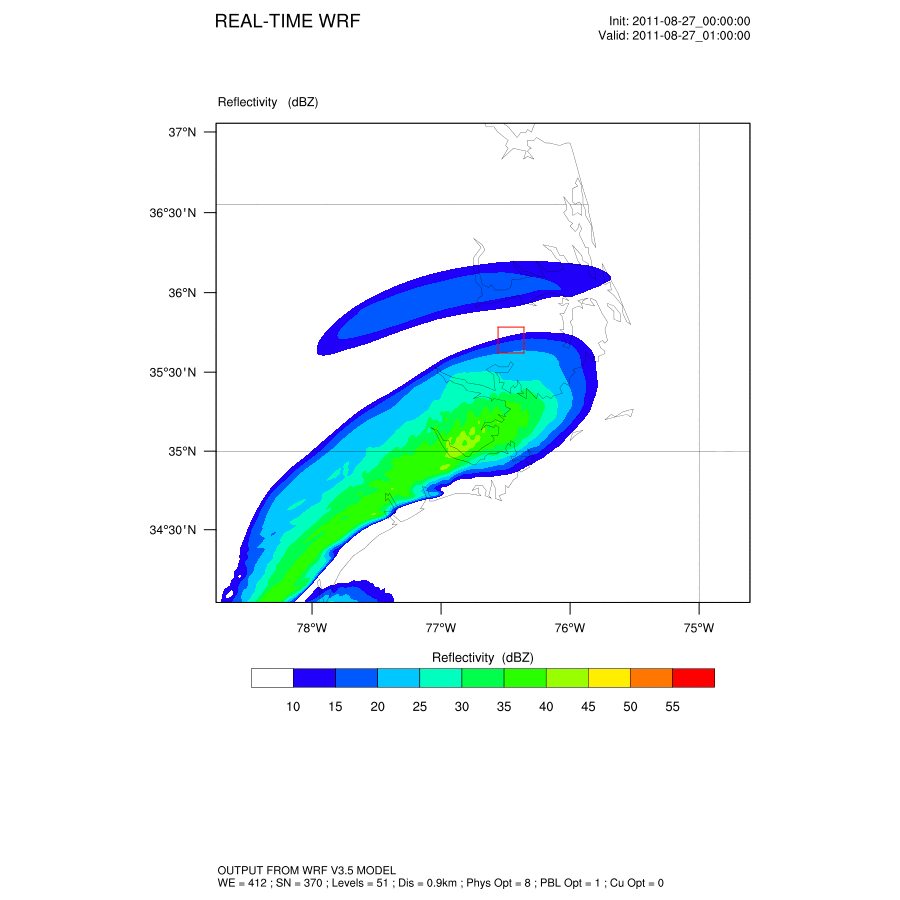 REAL-TIME WRF
Init: 2011-08-27_00:00:00
Valid: 2011-08-27_01:00:00
Reflectivity (dBZ)
37°N
36°30'N
36°N
35°30'N
35°N
34°30'N
78°W 77°W 76°W 75°W
Reflectivity (dBZ)
10 15 20 25 30 35 40 45 50 55
OUTPUT FROM WRF V3.5 MODEL
WE = 412 ; SN = 370 ; Levels = 51 ; Dis = 0.9km ; Phys Opt = 8 ; PBL Opt = 1 ; Cu Opt = 0